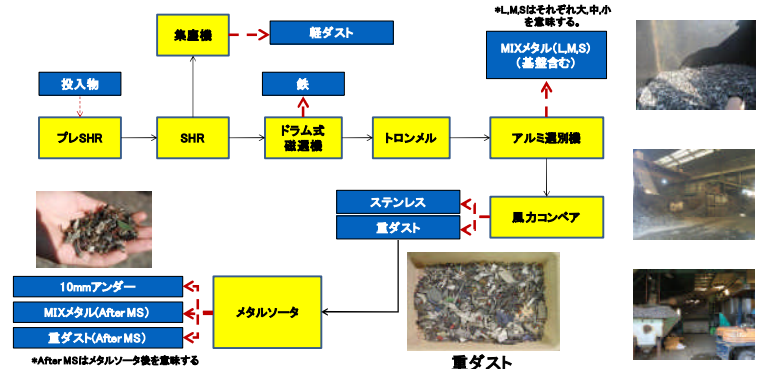 *L,M,Sはそれぞれ大,中,小
を意味する。
集塵機
軽ダスト
MIXメタル(L,M,S)
(基盤含む)
投入物
鉄
プレSHR
SHR
ドラム式
磁選機
トロンメル
アルミ選別機
ステンレス
重ダスト
風力コンベア
10mmアンダー
MIXメタル(After MS)
重ダスト(After MS)
メタルソータ
*After MSはメタルソータ後を意味する
重ダスト